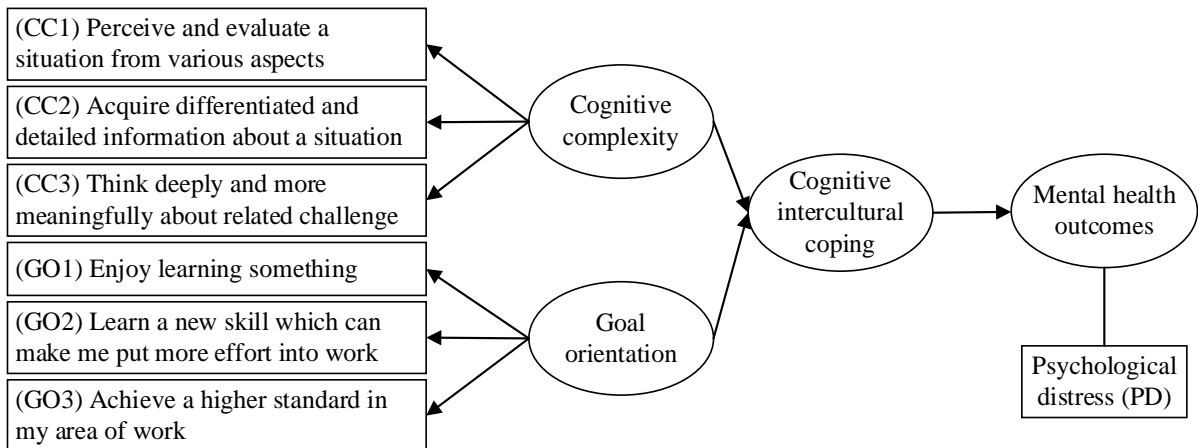 (CC1) Perceive and evaluate a
situation from various aspects
(CC2) Acquire differentiated and
detailed information about a situation
(CC3) Think deeply and more
meaningfully about related challenge
(GO1) Enjoy learning something
(GO2) Learn a new skill which can
make me put more effort into work
(GO3) Achieve a higher standard in
my area of work
Cognitive
complexity
Goal
orientation
Cognitive
intercultural
coping
Mental health
outcomes
Psychological
distress (PD)